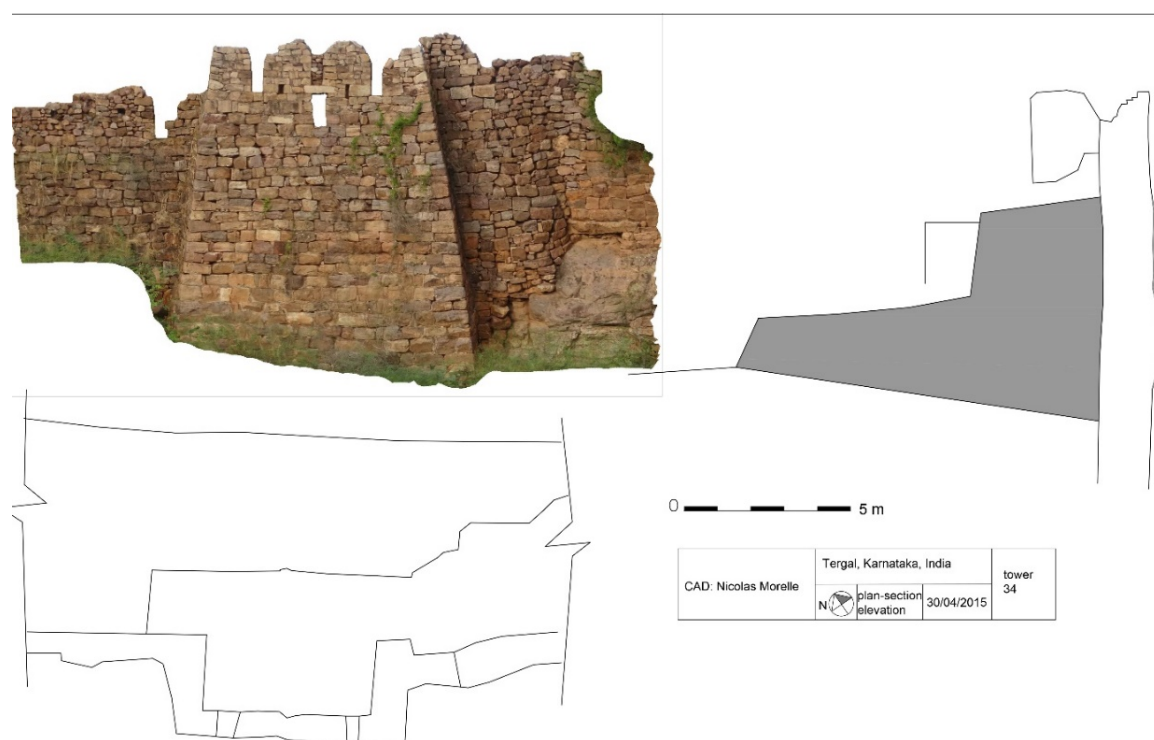 0 5 m
CAD: Nicolas Morelle
Tergal, Karnataka, India
N
plan-section
elevation
30/04/2015
tower
34